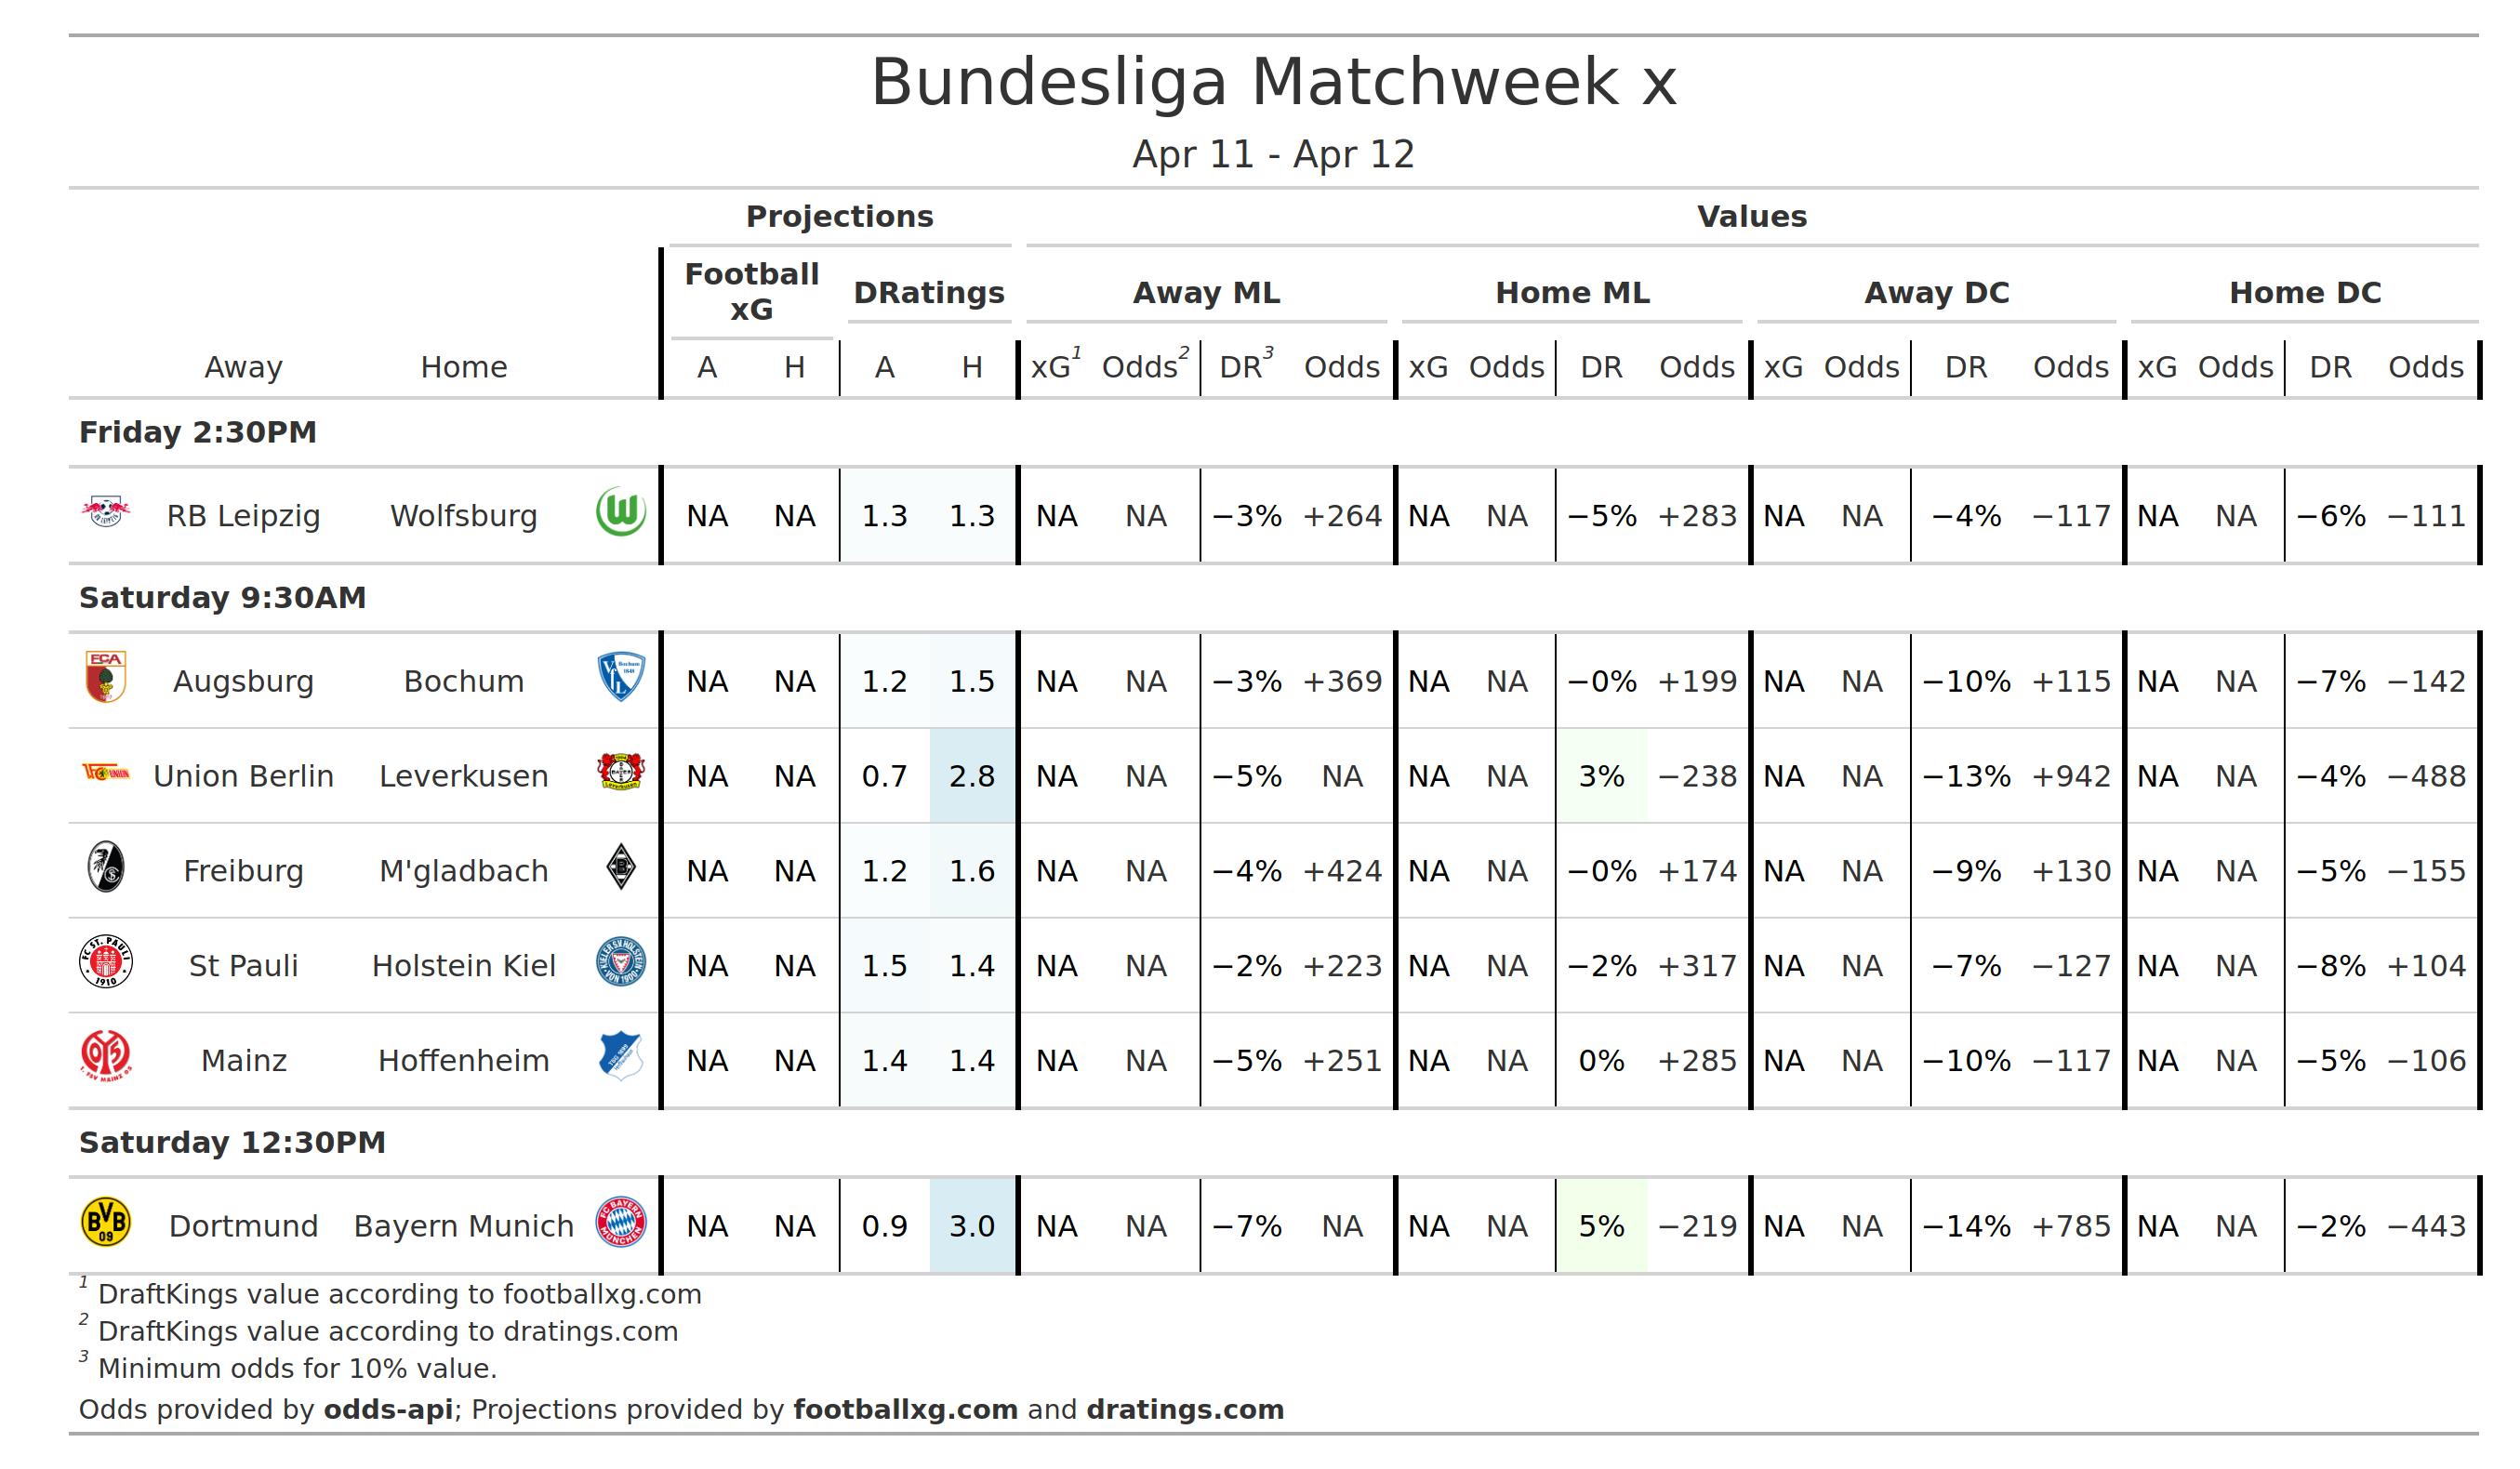 Bundesliga Matchweek x
Apr 11 - Apr 12
Projections Values
Football xG DRatings Away ML Home ML Away DC Home DC
Away Home A H A H xG1 Odds2 DR3 Odds xG Odds DR Odds xG Odds DR Odds xG Odds DR Odds
Friday 2:30PM
RB Leipzig Wolfsburg NA NA 1.3 1.3 NA NA −3% +264 NA NA −5% +283 NA NA −4% −117 NA NA −6% −111
Saturday 9:30AM
Augsburg Bochum NA NA 1.2 1.5 NA NA −3% +369 NA NA −0% +199 NA NA −10% +115 NA NA −7% −142
Union Berlin Leverkusen NA NA 0.7 2.8 NA NA −5% NA NA NA 3% −238 NA NA −13% +942 NA NA −4% −488
Freiburg M'gladbach NA NA 1.2 1.6 NA NA −4% +424 NA NA −0% +174 NA NA −9% +130 NA NA −5% −155
St Pauli Holstein Kiel NA NA 1.5 1.4 NA NA −2% +223 NA NA −2% +317 NA NA −7% −127 NA NA −8% +104
Mainz Hoffenheim NA NA 1.4 1.4 NA NA −5% +251 NA NA 0% +285 NA NA −10% −117 NA NA −5% −106
Saturday 12:30PM
Dortmund Bayern Munich NA NA 0.9 3.0 NA NA −7% NA NA NA 5% −219 NA NA −14% +785 NA NA −2% −443
1 DraftKings value according to footballxg.com
2 DraftKings value according to dratings.com
3 Minimum odds for 10% value.
Odds provided by odds-api; Projections provided by footballxg.com and dratings.com